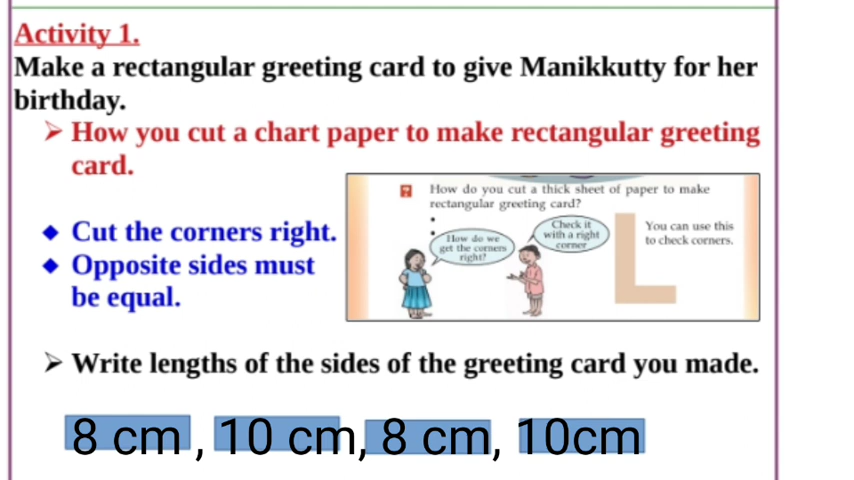 Activity 1.
Make a rectangular greeting card to give Manikkutty for her
birthday.
➢ How you cut a chart paper to make rectangular greeting
card.
How do you cut a thick sheet of paper to make
rectangular greeting card?
How do we
get the corners
right?
Check it
with a right
corner
You can use this
to check corners.
◆ Cut the corners right.
◆ Opposite sides must
be equal.
➢ Write lengths of the sides of the greeting card you made.
8 cm , 10 cm, 8 cm, 10cm